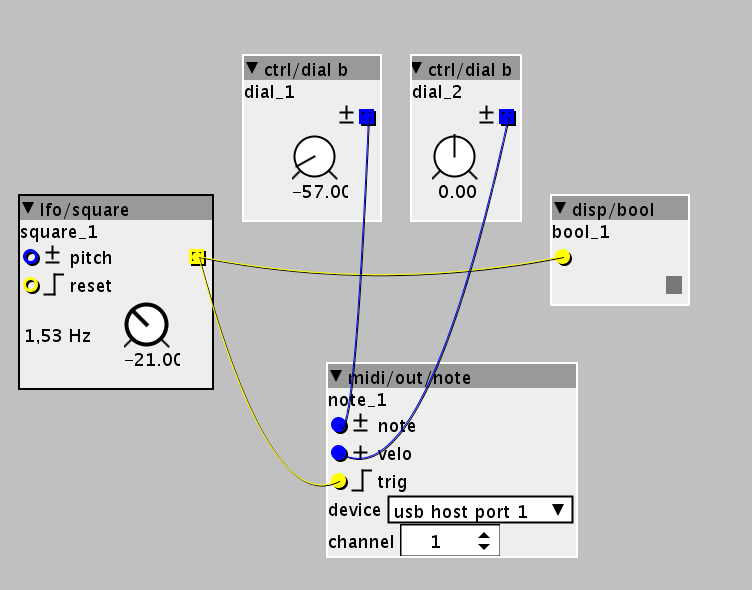 ctrl/dial b
dial_1
±
-57.00
ctrl/dial b
dial_2
±
0.00
lfo/square
square_1
± pitch
reset
1,53 Hz
-21.00
disp/bool
bool_1
midi/out/note
note_1
± note
± velo
trig
device usb host port 1
channel 1